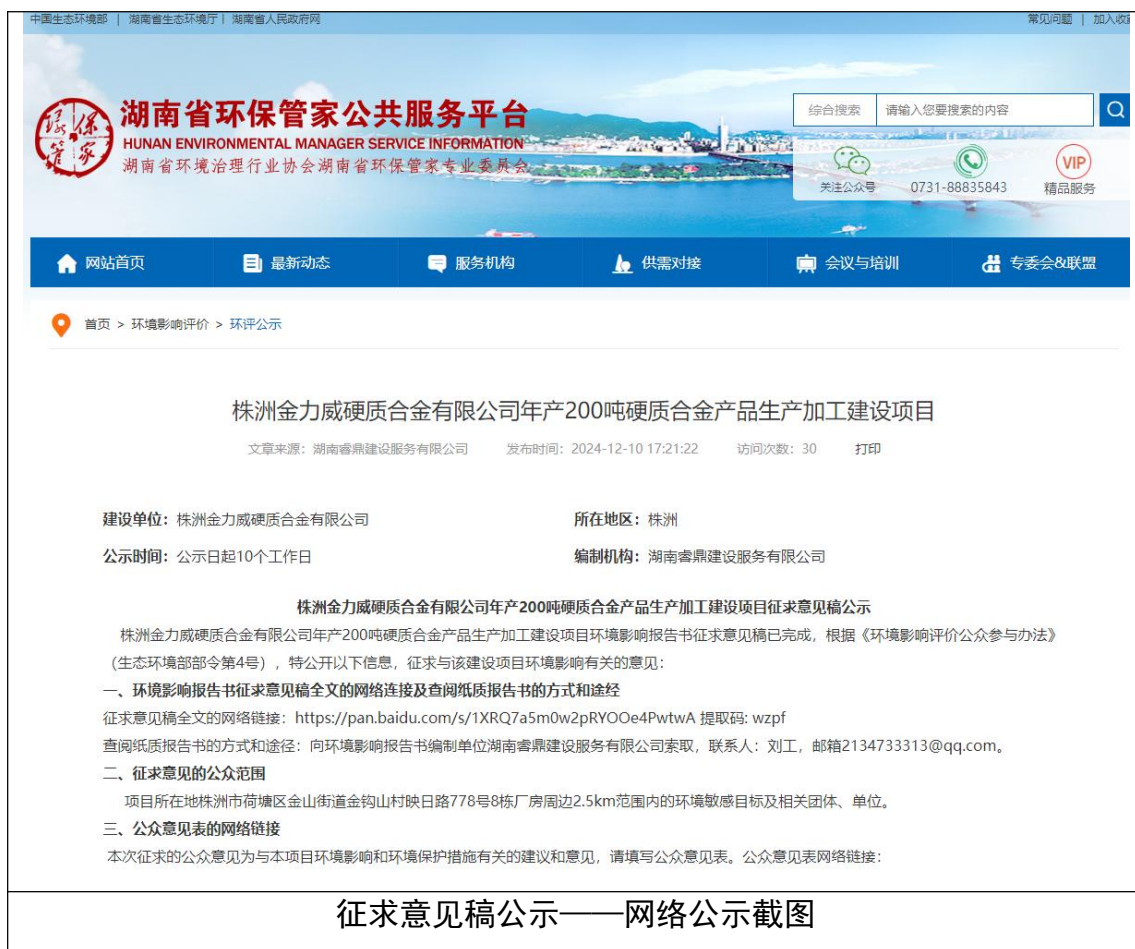 中国生态环境部 | 湖南省生态环境厅 | 湖南省人民政府网
常见问题 | 加入收
环保管家
湖南省环保管家公共服务平台
HUNAN ENVIRONMENTAL MANAGER SERVICE INFORMATION
湖南省环境治理行业协会湖南省环保管家专业委员会
综合搜索 请输入您要搜索的内容
VIP
关注公众号 0731-88835843 精品服务
网站首页 最新动态 服务机构 供需对接 会议与培训 专委会&联盟
首页 > 环境影响评价 > 环评公示
株洲金力威硬质合金有限公司年产200吨硬质合金产品生产加工建设项目
文章来源：湖南睿鼎建设服务有限公司 发布时间：2024-12-10 17:21:22 访问次数：30 打印
建设单位：株洲金力威硬质合金有限公司 所在地区：株洲
公示时间：公示日起10个工作日 编制机构：湖南睿鼎建设服务有限公司
株洲金力威硬质合金有限公司年产200吨硬质合金产品生产加工建设项目征求意见稿公示
株洲金力威硬质合金有限公司年产200吨硬质合金产品生产加工建设项目环境影响报告书征求意见稿已完成，根据《环境影响评价公众参与办法》
（生态环境部部令第4号），特公开以下信息，征求与该建设项目环境影响有关的意见：
一、环境影响报告书征求意见稿全文的网络连接及查阅纸质报告书的方式和途经
征求意见稿全文的网络链接：https://pan.baidu.com/s/1XRQ7a5m0w2pRYOOe4PwtwA 提取码: wzpf
查阅纸质报告书的方式和途径：向环境影响报告书编制单位湖南睿鼎建设服务有限公司索取，联系人：刘工，邮箱2134733313@qq.com。
二、征求意见的公众范围
项目所在地株洲市荷塘区金山街道金钩山村映日路778号8栋厂房周边2.5km范围内的环境敏感目标及相关团体、单位。
三、公众意见表的网络链接
本次征求的公众意见为与本项目环境影响和环境保护措施有关的建议和意见，请填写公众意见表。公众意见表网络链接：
征求意见稿公示——网络公示截图